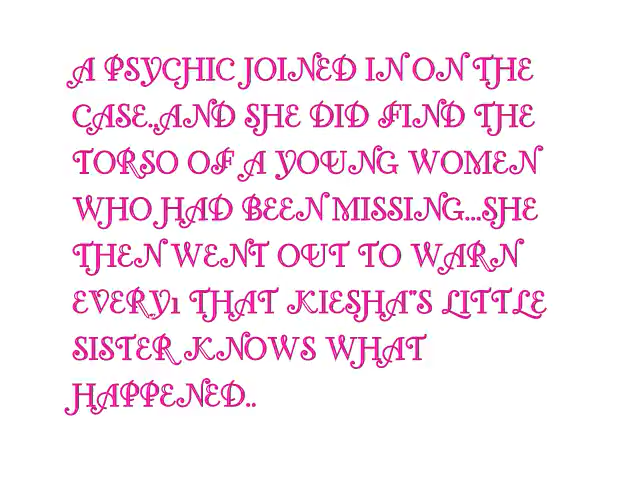 A PSYCHIC JOINED IN ON THE
CASE..AND SHE DID FIND THE
TORSO OF A YOUNG WOMEN
WHO HAD BEEN MISSING...SHE
THEN WENT OUT TO WARN
EVERY1 THAT KIESHA"S LITTLE
SISTER KNOWS WHAT
HAPPENED..